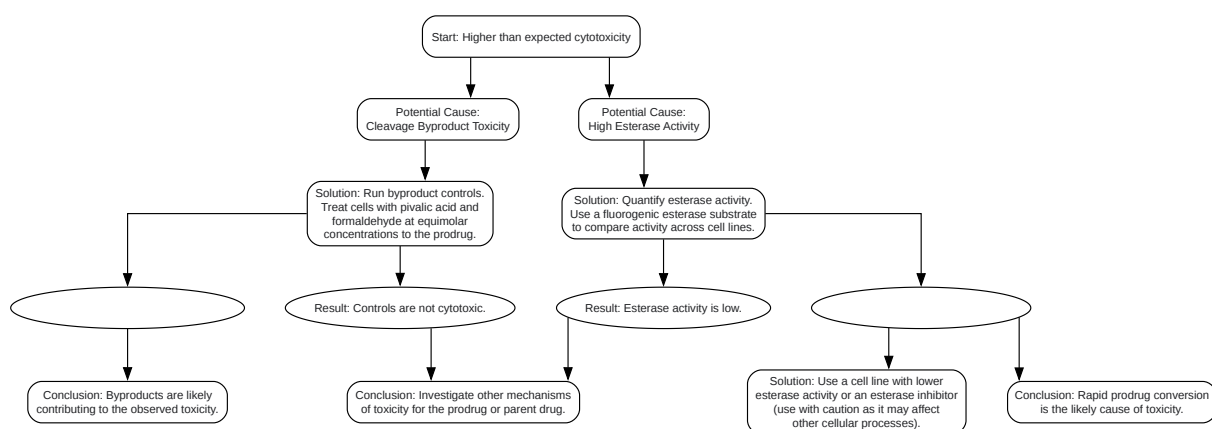 Start: Higher than expected cytotoxicity
Potential Cause:
Cleavage Byproduct Toxicity
Potential Cause:
High Esterase Activity
Solution: Run byproduct controls.
Treat cells with pivalic acid and
formaldehyde at equimolar
concentrations to the prodrug.
Solution: Quantify esterase activity.
Use a fluorogenic esterase substrate
to compare activity across cell lines.
Result: Controls are not cytotoxic.
Result: Esterase activity is low.
Conclusion: Byproducts are likely
contributing to the observed toxicity.
Conclusion: Investigate other mechanisms
of toxicity for the prodrug or parent drug.
Solution: Use a cell line with lower
esterase activity or an esterase inhibitor
(use with caution as it may affect
other cellular processes).
Conclusion: Rapid prodrug conversion
is the likely cause of toxicity.